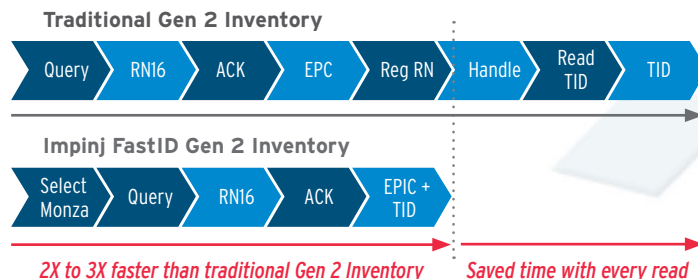 Traditional Gen 2 Inventory
Query RN16 ACK EPC Req RN Handle Read TID TID
Impinj FastID Gen 2 Inventory
Select Monza Query RN16 ACK EPIC + TID
2X to 3X faster than traditional Gen 2 Inventory Saved time with every read